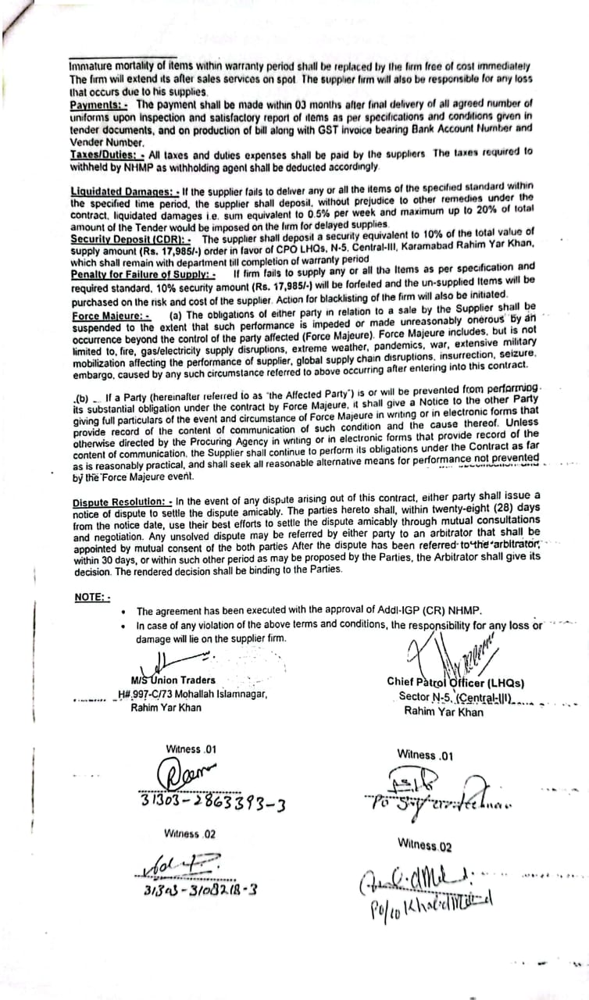 Immature mortality of items within warranty period shall be replaced by the firm free of cost immediately
The firm will extend its after sales services on spot. The supplier firm will also be responsible for any loss
that occurs due to his supplies.
Payments: - The payment shall be made within 03 months after final delivery of all agreed number of
uniforms upon inspection and satisfactory report of items as per specifications and conditions given in
tender documents, and on production of bill along with GST invoice bearing Bank Account Number and
Vender Number.
Taxes/Duties: - All taxes and duties expenses shall be paid by the suppliers The taxes required to
withheld by NHMP as withholding agent shall be deducted accordingly.
Liquidated Damages: - If the supplier fails to deliver any or all the items of the specified standard within
the specified time period, the supplier shall deposit, without prejudice to other remedies under the
contract, liquidated damages i.e. sum equivalent to 0.5% per week and maximum up to 20% of total
amount of the Tender would be imposed on the firm for delayed supplies.
Security Deposit (CDR): - The supplier shall deposit a security equivalent to 10% of the total value of
supply amount (Rs. 17,985/-) order in favor of CPO LHQs, N-5, Central-III, Karamabad Rahim Yar Khan,
which shall remain with department till completion of warranty period
Penalty for Failure of Supply: - If firm fails to supply any or all the Items as per specification and
required standard, 10% security amount (Rs. 17,985/-) will be forfeited and the un-supplied Items will be
purchased on the risk and cost of the supplier. Action for blacklisting of the firm will also be initiated.
Force Majeure: - (a) The obligations of either party in relation to a sale by the Supplier shall be
suspended to the extent that such performance is impeded or made unreasonably onerous by an
occurrence beyond the control of the party affected (Force Majeure). Force Majeure includes, but is not
limited to, fire, gas/electricity supply disruptions, extreme weather, pandemics, war, extensive military
mobilization affecting the performance of supplier, global supply chain disruptions, insurrection, seizure,
embargo, caused by any such circumstance referred to above occurring after entering into this contract.
.(b) If a Party (hereinafter referred to as "the Affected Party") is or will be prevented from performing
its substantial obligation under the contract by Force Majeure, it shall give a Notice to the other Party
giving full particulars of the event and circumstance of Force Majeure in writing or in electronic forms that
provide record of the content of communication of such condition and the cause thereof. Unless
otherwise directed by the Procuring Agency in writing or in electronic forms that provide record of the
content of communication, the Supplier shall continue to perform its obligations under the Contract as far
as is reasonably practical, and shall seek all reasonable alternative means for performance not prevented
by the Force Majeure event.
Dispute Resolution: - In the event of any dispute arising out of this contract, either party shall issue a
notice of dispute to settle the dispute amicably. The parties hereto shall, within twenty-eight (28) days
from the notice date, use their best efforts to settle the dispute amicably through mutual consultations
and negotiation. Any unsolved dispute may be referred by either party to an arbitrator that shall be
appointed by mutual consent of the both parties After the dispute has been referred to the arbitrator,
within 30 days, or within such other period as may be proposed by the Parties, the Arbitrator shall give its
decision. The rendered decision shall be binding to the Parties.
NOTE: -
• The agreement has been executed with the approval of Addl-IGP (CR) NHMP.
• In case of any violation of the above terms and conditions, the responsibility for any loss or
damage will lie on the supplier firm.
M/S Union Traders
H#.997-C/73 Mohallah Islamnagar,
Rahim Yar Khan
Chief Patrol Officer (LHQs)
Sector N-5, (Central-III)
Rahim Yar Khan
Witness .01
31303-2863393-3
Witness .02
31303-3108218-3
Witness .01
Witness.02